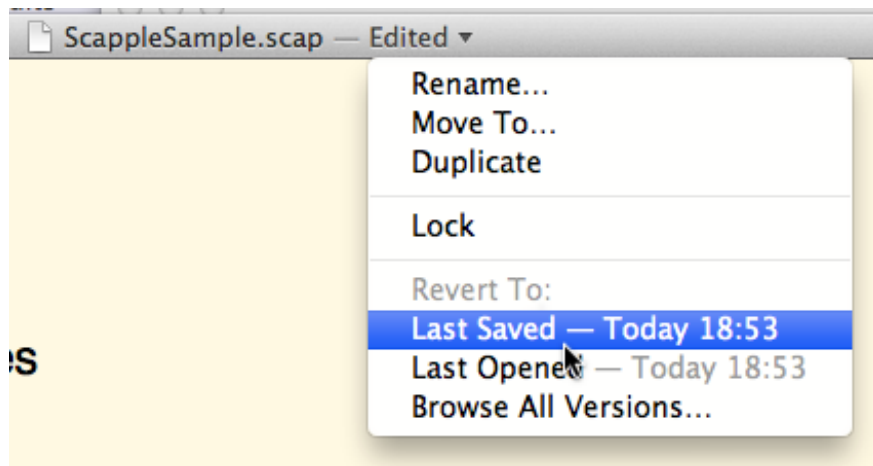 ScappleSample.scap — Edited
Rename...
Move To...
Duplicate
Lock
Revert To:
Last Saved — Today 18:53
Last Opened — Today 18:53
Browse All Versions...